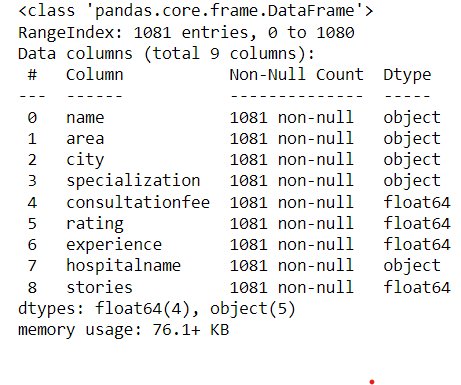 <class 'pandas.core.frame.DataFrame'>
RangeIndex: 1081 entries, 0 to 1080
Data columns (total 9 columns):
 #   Column          Non-Null Count  Dtype
---  ------          --------------  -----
 0   name            1081 non-null   object
 1   area            1081 non-null   object
 2   city            1081 non-null   object
 3   specialization  1081 non-null   object
 4   consultationfee 1081 non-null   float64
 5   rating          1081 non-null   float64
 6   experience      1081 non-null   float64
 7   hospitalname    1081 non-null   object
 8   stories         1081 non-null   float64
dtypes: float64(4), object(5)
memory usage: 76.1+ KB